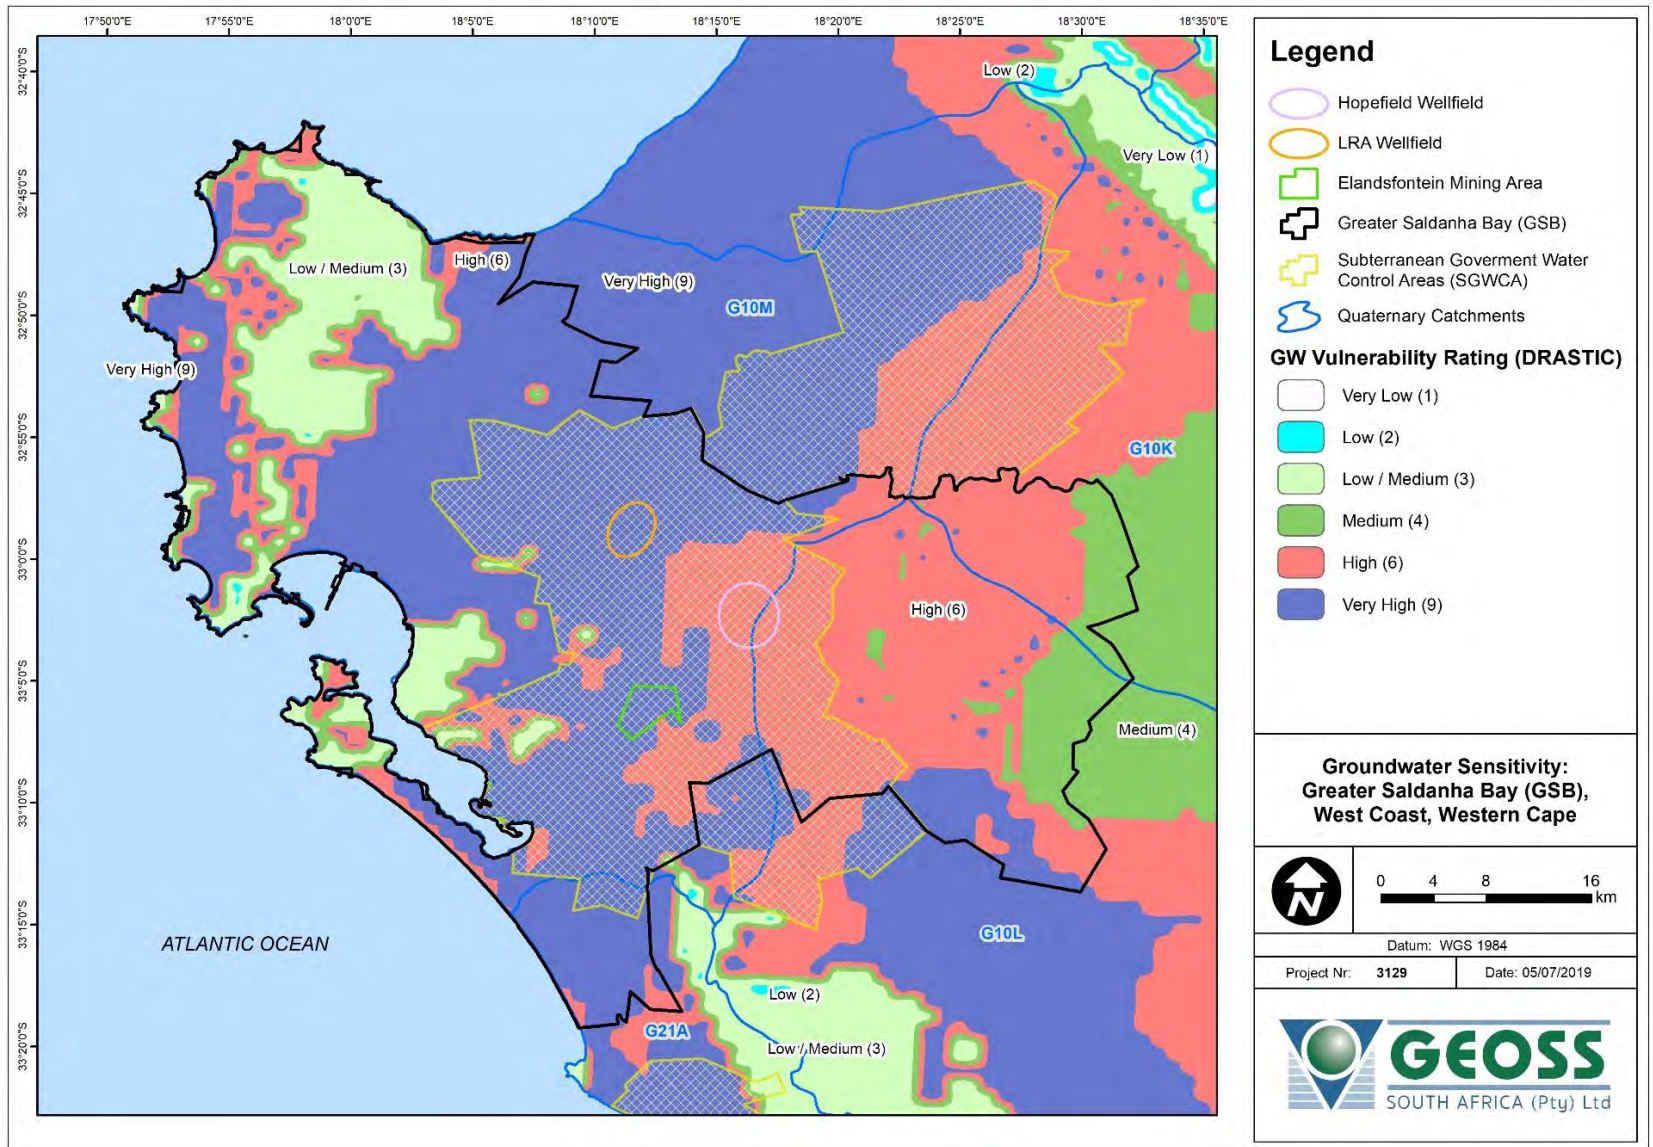 17°50'0"E 17°55'0"E 18°0'0"E 18°5'0"E 18°10'0"E 18°15'0"E 18°20'0"E 18°25'0"E 18°30'0"E 18°35'0"E
32°40'0"S
32°45'0"S
32°50'0"S
32°55'0"S
33°0'0"S
33°5'0"S
33°10'0"S
33°15'0"S
33°20'0"S
Low (2)
Very Low (1)
Low / Medium (3)
High (6)
Very High (9)
G10M
Very High (9)
G10K
High (6)
Medium (4)
G10L
ATLANTIC OCEAN
Low (2)
G21A
Low / Medium (3)
Legend
Hopefield Wellfield
LRA Wellfield
Elandsfontein Mining Area
Greater Saldanha Bay (GSB)
Subterranean Goverment Water
Control Areas (SGWCA)
Quaternary Catchments
GW Vulnerability Rating (DRASTIC)
Very Low (1)
Low (2)
Low / Medium (3)
Medium (4)
High (6)
Very High (9)
Groundwater Sensitivity:
Greater Saldanha Bay (GSB),
West Coast, Western Cape
N
0 4 8 16
km
Datum: WGS 1984
Project Nr: 3129 Date: 05/07/2019
GEOSS
SOUTH AFRICA (Pty) Ltd